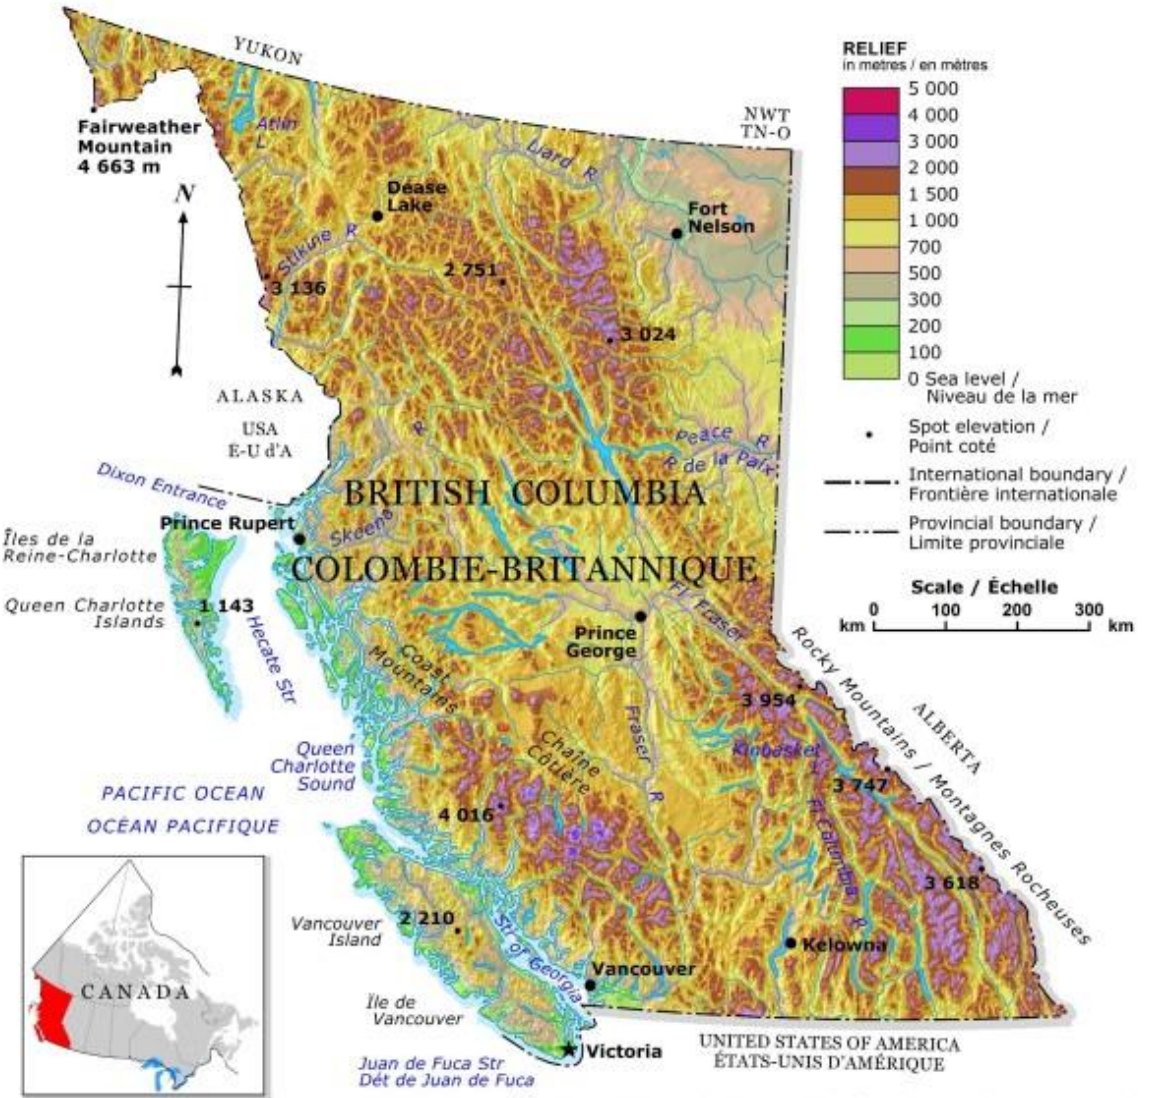 YUKON
NWT
TN-O
RELIEF
in metres / en mètres
5 000
4 000
3 000
2 000
1 500
1 000
700
500
300
200
100
0 Sea level /
Niveau de la mer
Spot elevation /
Point coté
International boundary /
Frontière internationale
Provincial boundary /
Limite provinciale
Scale / Échelle
0 100 200 300
km km
Fairweather
Mountain
4 663 m
N
Atlin
L
Liard R
Dease
Lake
Fort
Nelson
Stikine R
3 136
2 751
3 024
ALASKA
USA
É-U d'A
R
Peace R
R de la Paix
Dixon Entrance
BRITISH COLUMBIA
Prince Rupert
Skeena
Îles de la
Reine-Charlotte
COLOMBIE-BRITANNIQUE
Queen Charlotte
Islands
1 143
Hecate Str
Fl Fraser
Prince
George
Coast
Mountains
Rocky Mountains / Montagnes Rocheuses
ALBERTA
3 954
Fraser
R
Kinbasket
L
Chaîne
Côtière
Queen
Charlotte
Sound
3 747
PACIFIC OCEAN
OCÉAN PACIFIQUE
4 016
Fl Columbia
R
3 618
2 210
Vancouver
Island
Str of Georgia
Kelowna
Vancouver
CANADA
Île de
Vancouver
Victoria
UNITED STATES OF AMERICA
ÉTATS-UNIS D'AMÉRIQUE
Juan de Fuca Str
Dét de Juan de Fuca